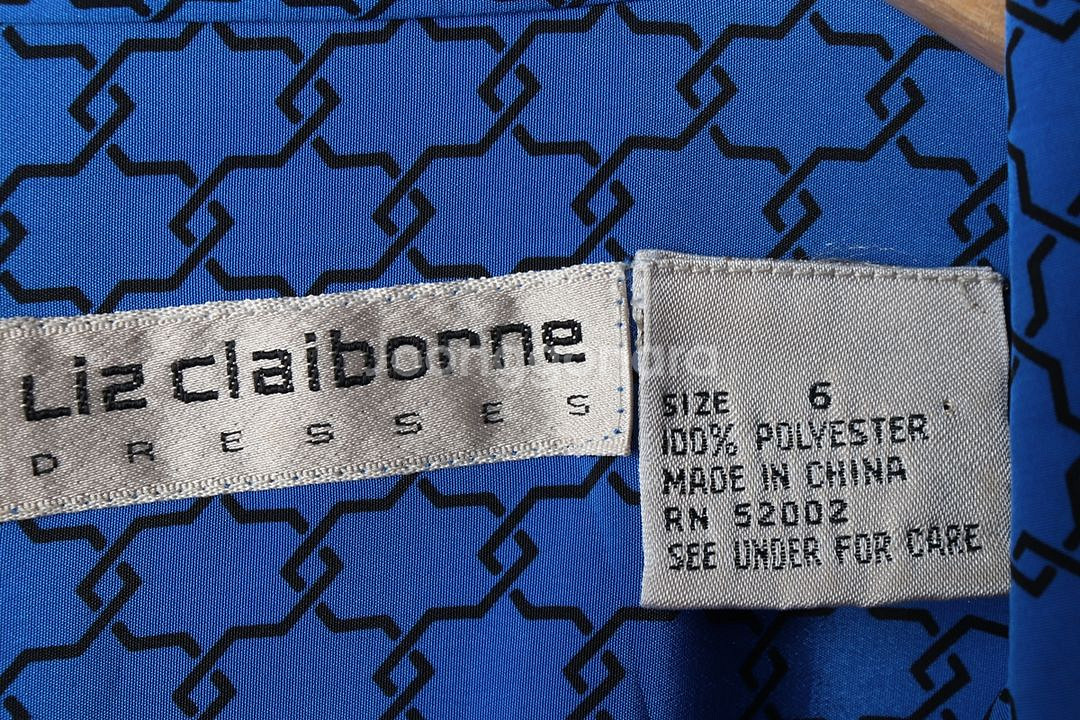 Liz claiborne
DRESSES
SIZE 6
100% POLYESTER
MADE IN CHINA
RN 52002
SEE UNDER FOR CARE